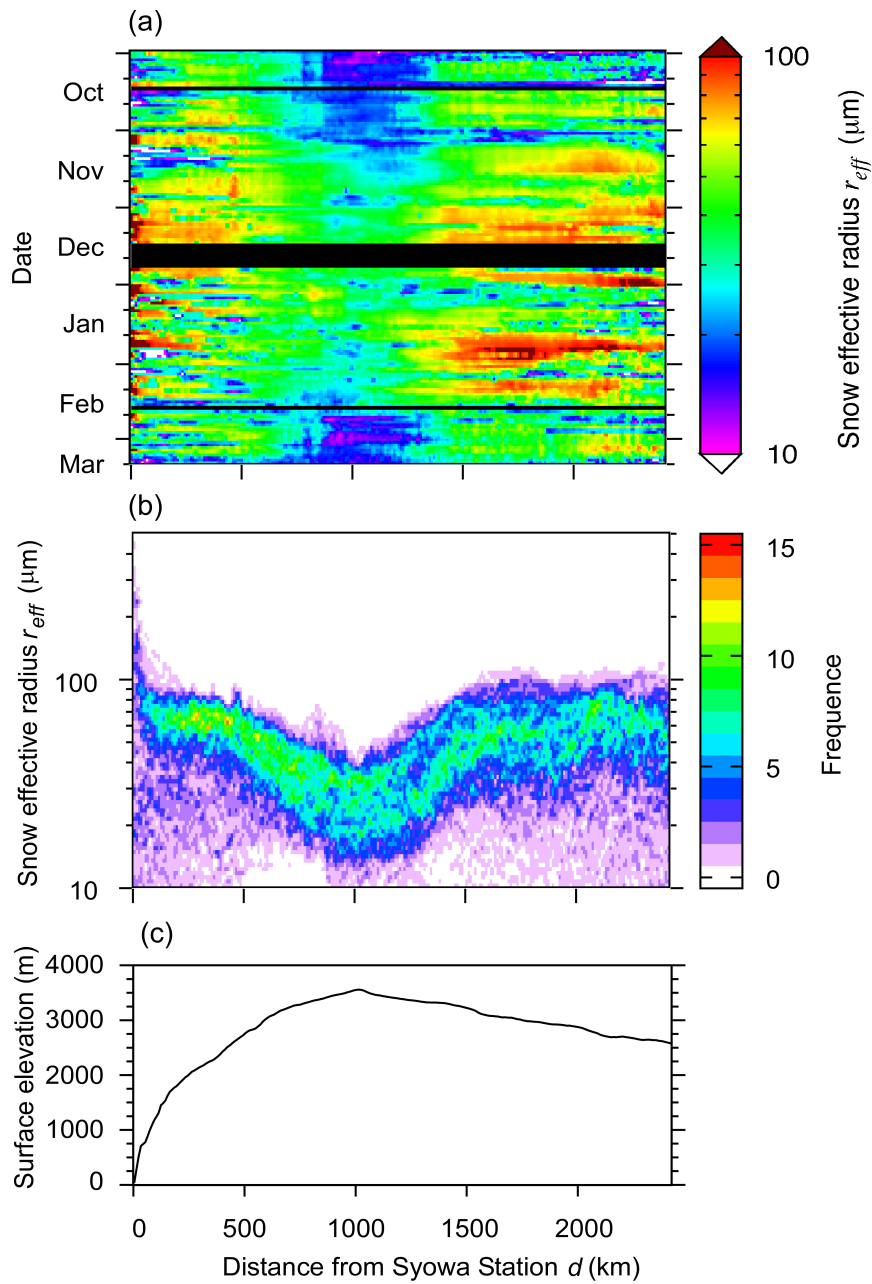 (a)
Oct
Nov
Dec
Jan
Feb
Mar
Date
100
10
Snow effective radius reff (μm)
(b)
100
10
Snow effective radius reff (μm)
15
10
5
0
Frequence
(c)
4000
3000
2000
1000
0
Surface elevation (m)
0 500 1000 1500 2000
Distance from Syowa Station d (km)